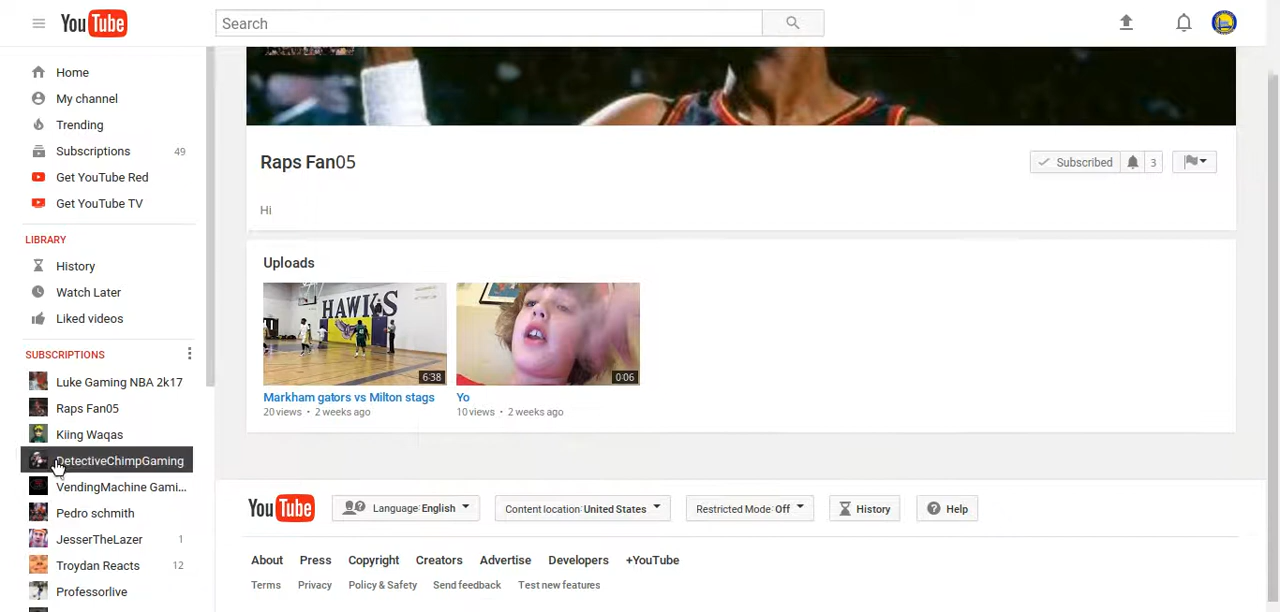 YouTube
Search
Home
My channel
Trending
Subscriptions 49
Get YouTube Red
Get YouTube TV
LIBRARY
History
Watch Later
Liked videos
SUBSCRIPTIONS
Luke Gaming NBA 2k17
Raps Fan05
Kiing Waqas
DetectiveChimpGaming
VendingMachine Gami...
Pedro schmith
JesserTheLazer 1
Troydan Reacts 12
Professorlive
Raps Fan05
Subscribed 3
Hi
Uploads
HAWKS
6:38
0:06
Markham gators vs Milton stags
20 views • 2 weeks ago
Yo
10 views • 2 weeks ago
YouTube
Language: English
Content location: United States
Restricted Mode: Off
History
Help
About Press Copyright Creators Advertise Developers +YouTube
Terms Privacy Policy & Safety Send feedback Test new features